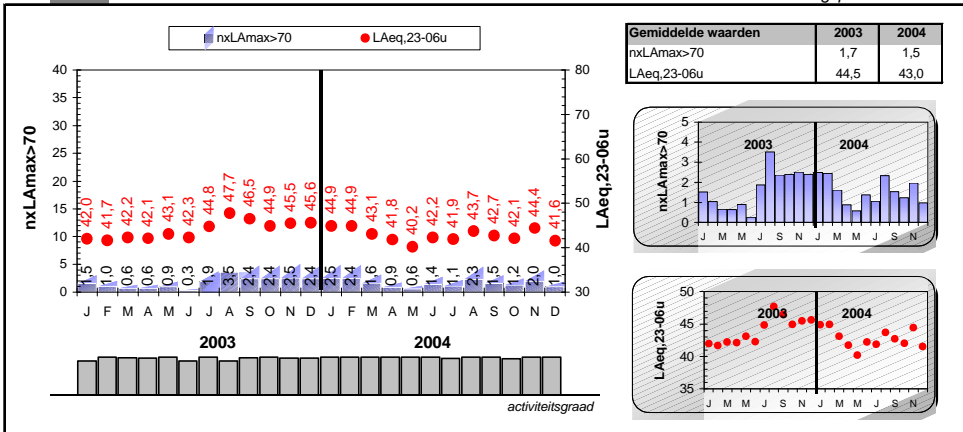 nxLAmax>70 LAeq,23-06u
40
35
30
25
20
15
10
5
0
nxLAmax>70
80
70
60
50
40
30
LAeq,23-06u
42,0 41,7 42,2 42,1 43,1 42,3 44,8 47,7 46,5 44,9 45,5 45,6 44,9 44,9 43,1 41,8 40,2 42,2 41,9 43,7 42,7 42,1 44,4 41,6
1,5 1,0 0,6 0,6 0,9 0,3 1,9 3,5 2,4 2,4 2,5 2,4 2,5 2,4 1,6 0,9 0,6 1,4 1,1 2,3 1,5 1,2 2,0 1,0
J F M A M J J A S O N D J F M A M J J A S O N D
2003 2004
activiteitsgraad
Gemiddelde waarden 2003 2004
nxLAmax>70 1,7 1,5
LAeq,23-06u 44,5 43,0
5
4
3
2
1
0
nxLAmax>70
2003 2004
J M M J S N J M M J S N
50
45
40
35
LAeq,23-06u
2003 2004
J M M J S N J M M J S N